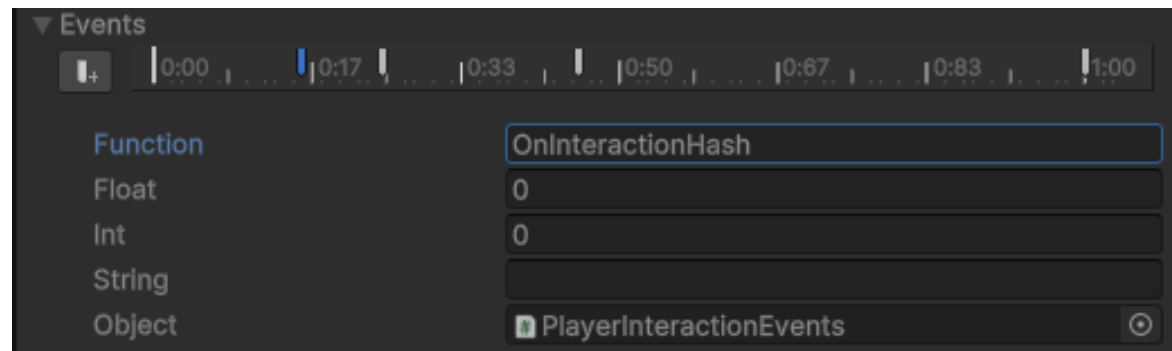 Events
0:00 0:17 0:33 0:50 0:67 0:83 1:00
Function OnInteractionHash
Float 0
Int 0
String
Object PlayerInteractionEvents